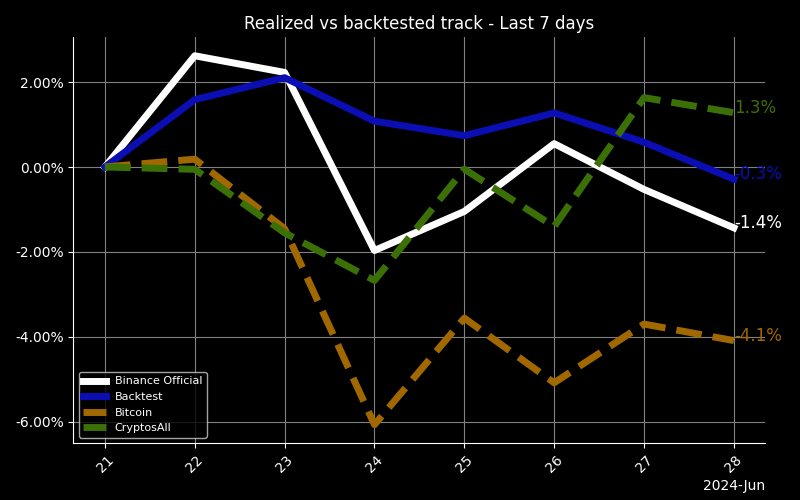 Realized vs backtested track - Last 7 days
2.00%
0.00%
-2.00%
-4.00%
-6.00%
1.3%
-0.3%
-1.4%
-4.1%
Binance Official
Backtest
Bitcoin
CryptosAll
21
22
23
24
25
26
27
28
2024-Jun